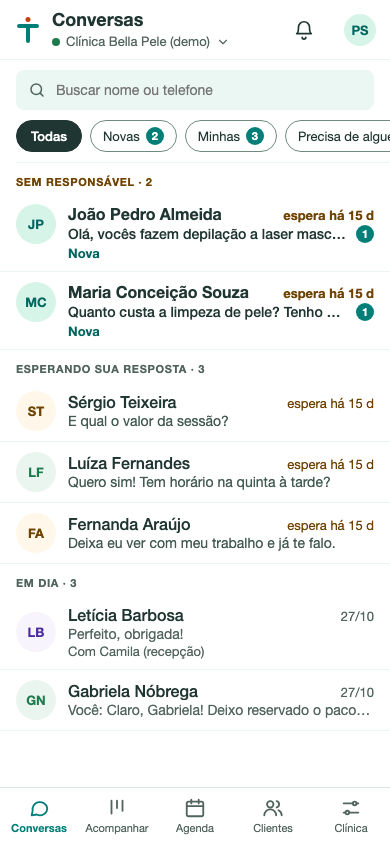 Conversas
Clínica Bella Pele (demo)
PS
Buscar nome ou telefone
Todas
Novas 2
Minhas 3
Precisa de algue
SEM RESPONSÁVEL · 2
JP
João Pedro Almeida
espera há 15 d
Olá, vocês fazem depilação a laser masc...
1
Nova
MC
Maria Conceição Souza
espera há 15 d
Quanto custa a limpeza de pele? Tenho ...
1
Nova
ESPERANDO SUA RESPOSTA · 3
ST
Sérgio Teixeira
espera há 15 d
E qual o valor da sessão?
LF
Luíza Fernandes
espera há 15 d
Quero sim! Tem horário na quinta à tarde?
FA
Fernanda Araújo
espera há 15 d
Deixa eu ver com meu trabalho e já te falo.
EM DIA · 3
LB
Letícia Barbosa
27/10
Perfeito, obrigada!
Com Camila (recepção)
GN
Gabriela Nóbrega
27/10
Você: Claro, Gabriela! Deixo reservado o paco...
Conversas
Acompanhar
Agenda
Clientes
Clínica